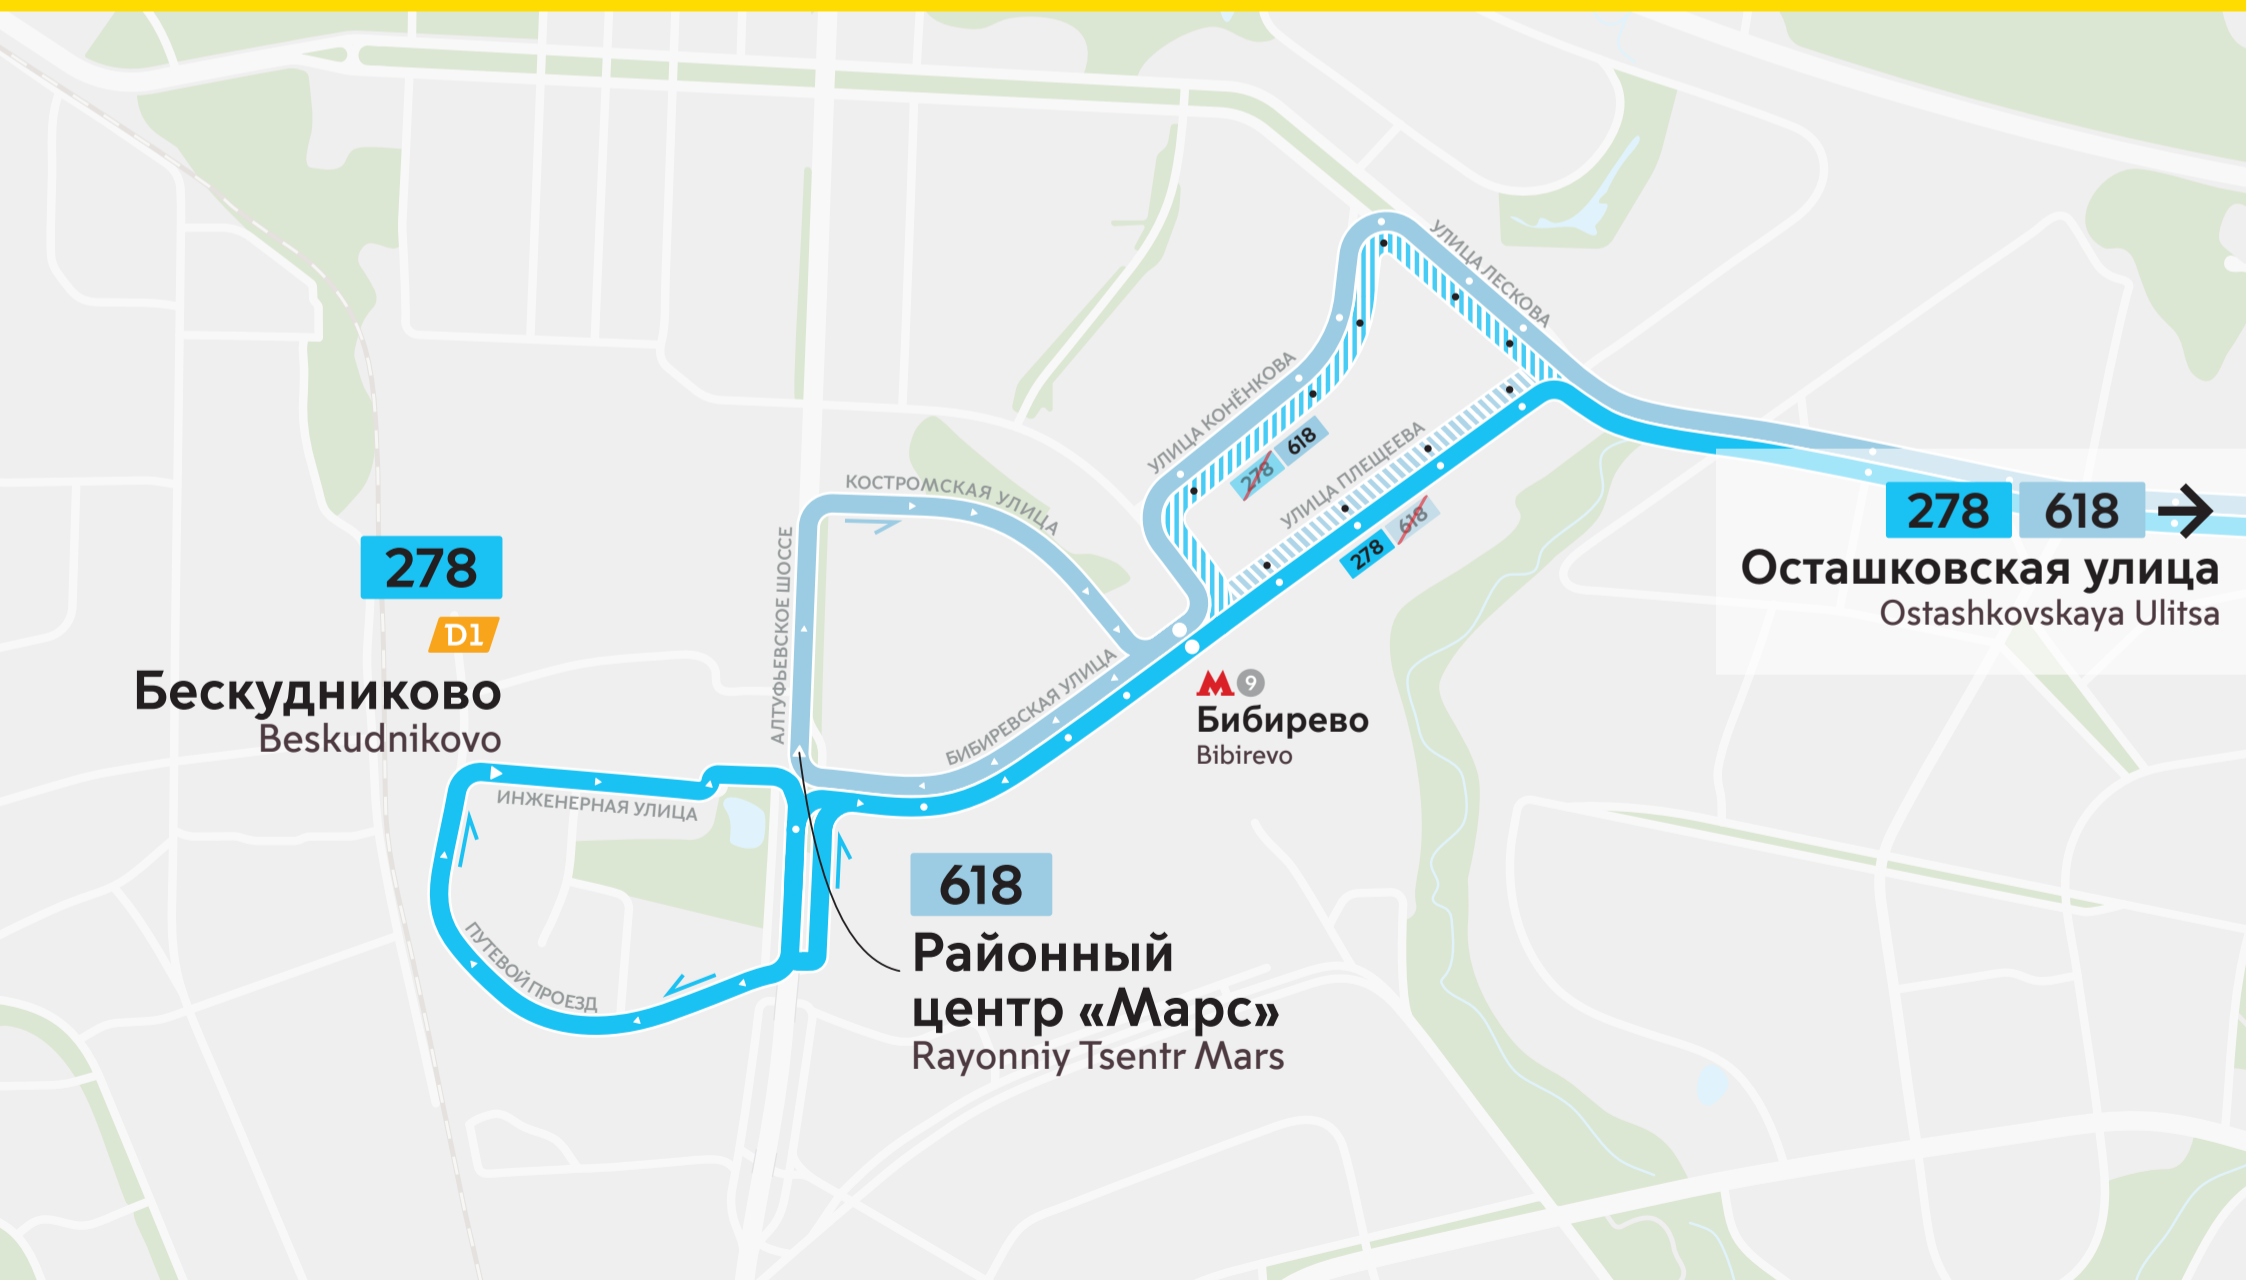 УЛИЦА ЛЕСКОВА
УЛИЦА КОНЁНКОВА
278 618
УЛИЦА ПЛЕЩЕЕВА
278 618
КОСТРОМСКАЯ УЛИЦА
АЛТУФЬЕВСКОЕ ШОССЕ
БИБИРЕВСКАЯ УЛИЦА
278 618
Осташковская улица
Ostashkovskaya Ulitsa
278
D1
Бескудниково
Beskudnikovo
М 9
Бибирево
Bibirevo
ИНЖЕНЕРНАЯ УЛИЦА
ПУТЕВОЙ ПРОЕЗД
618
Районный
центр «Марс»
Rayonniy Tsentr Mars